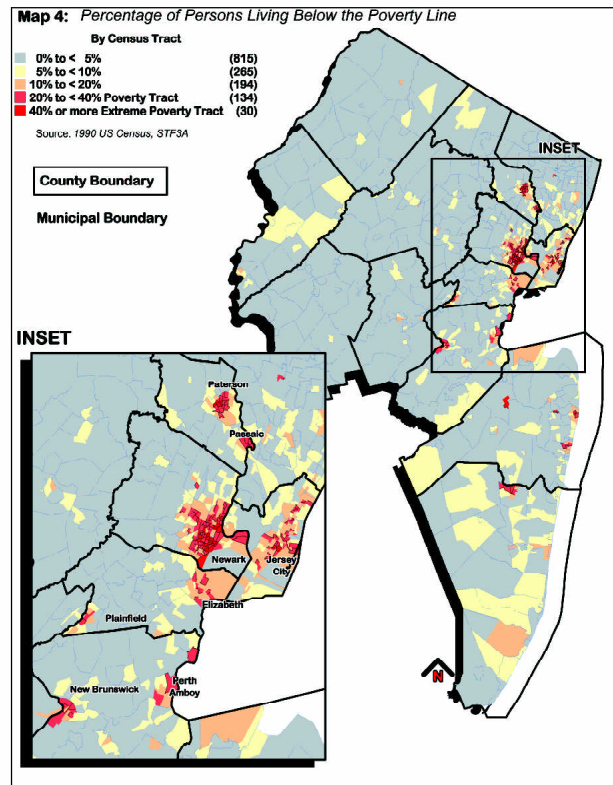 Map 4: Percentage of Persons Living Below the Poverty Line
By Census Tract
0% to < 5% (815)
5% to < 10% (265)
10% to < 20% (194)
20% to < 40% Poverty Tract (134)
40% or more Extreme Poverty Tract (30)
Source: 1990 US Census, STF3A
County Boundary
Municipal Boundary
INSET
INSET
Paterson
Passaic
Newark
Jersey
City
Elizabeth
Plainfield
New Brunswick
Perth
Amboy
N